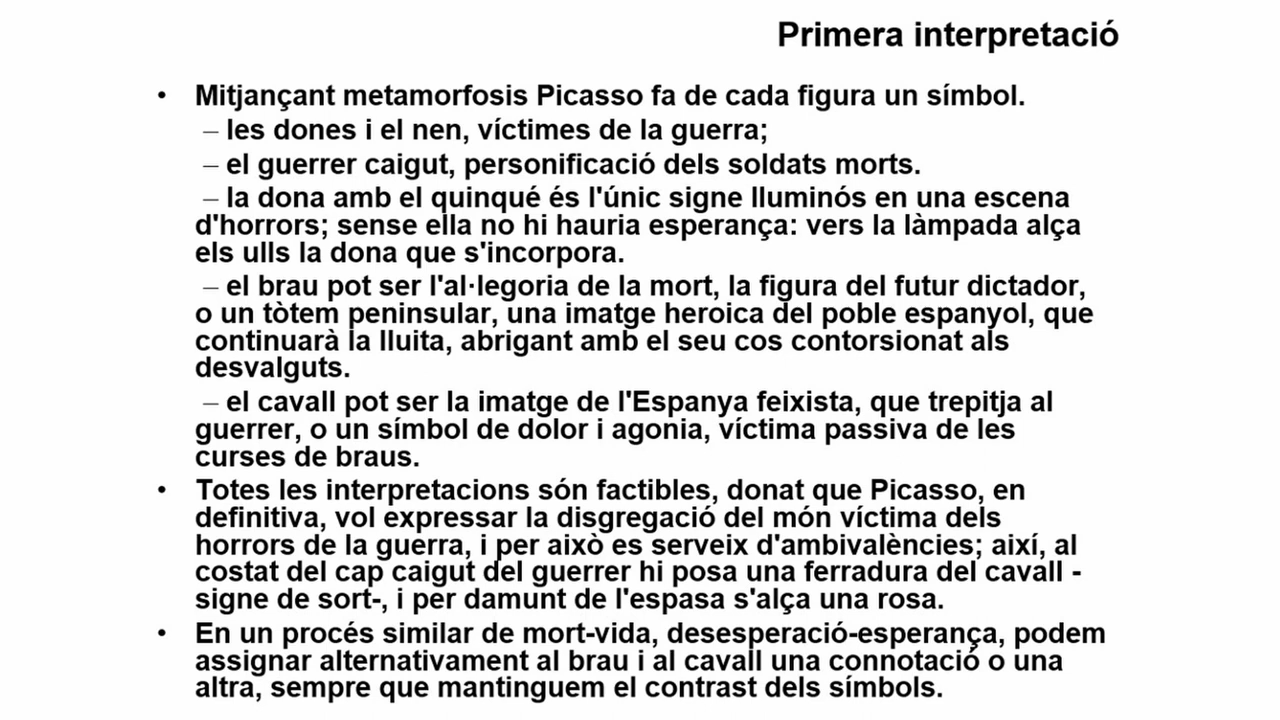 Primera interpretació
• Mitjançant metamorfosis Picasso fa de cada figura un símbol.
– les dones i el nen, víctimes de la guerra;
– el guerrer caigut, personificació dels soldats morts.
– la dona amb el quinqué és l'únic signe lluminós en una escena
d'horrors; sense ella no hi hauria esperança: vers la làmpada alça
els ulls la dona que s'incorpora.
– el brau pot ser l'al·legoria de la mort, la figura del futur dictador,
o un tòtem peninsular, una imatge heroica del poble espanyol, que
continuarà la lluita, abrigant amb el seu cos contorsionat als
desvalguts.
– el cavall pot ser la imatge de l'Espanya feixista, que trepitja al
guerrer, o un símbol de dolor i agonia, víctima passiva de les
curses de braus.
• Totes les interpretacions són factibles, donat que Picasso, en
definitiva, vol expressar la disgregació del món víctima dels
horrors de la guerra, i per això es serveix d'ambivalències; així, al
costat del cap caigut del guerrer hi posa una ferradura del cavall -
signe de sort-, i per damunt de l'espasa s'alça una rosa.
• En un procés similar de mort-vida, desesperació-esperança, podem
assignar alternativament al brau i al cavall una connotació o una
altra, sempre que mantinguem el contrast dels símbols.